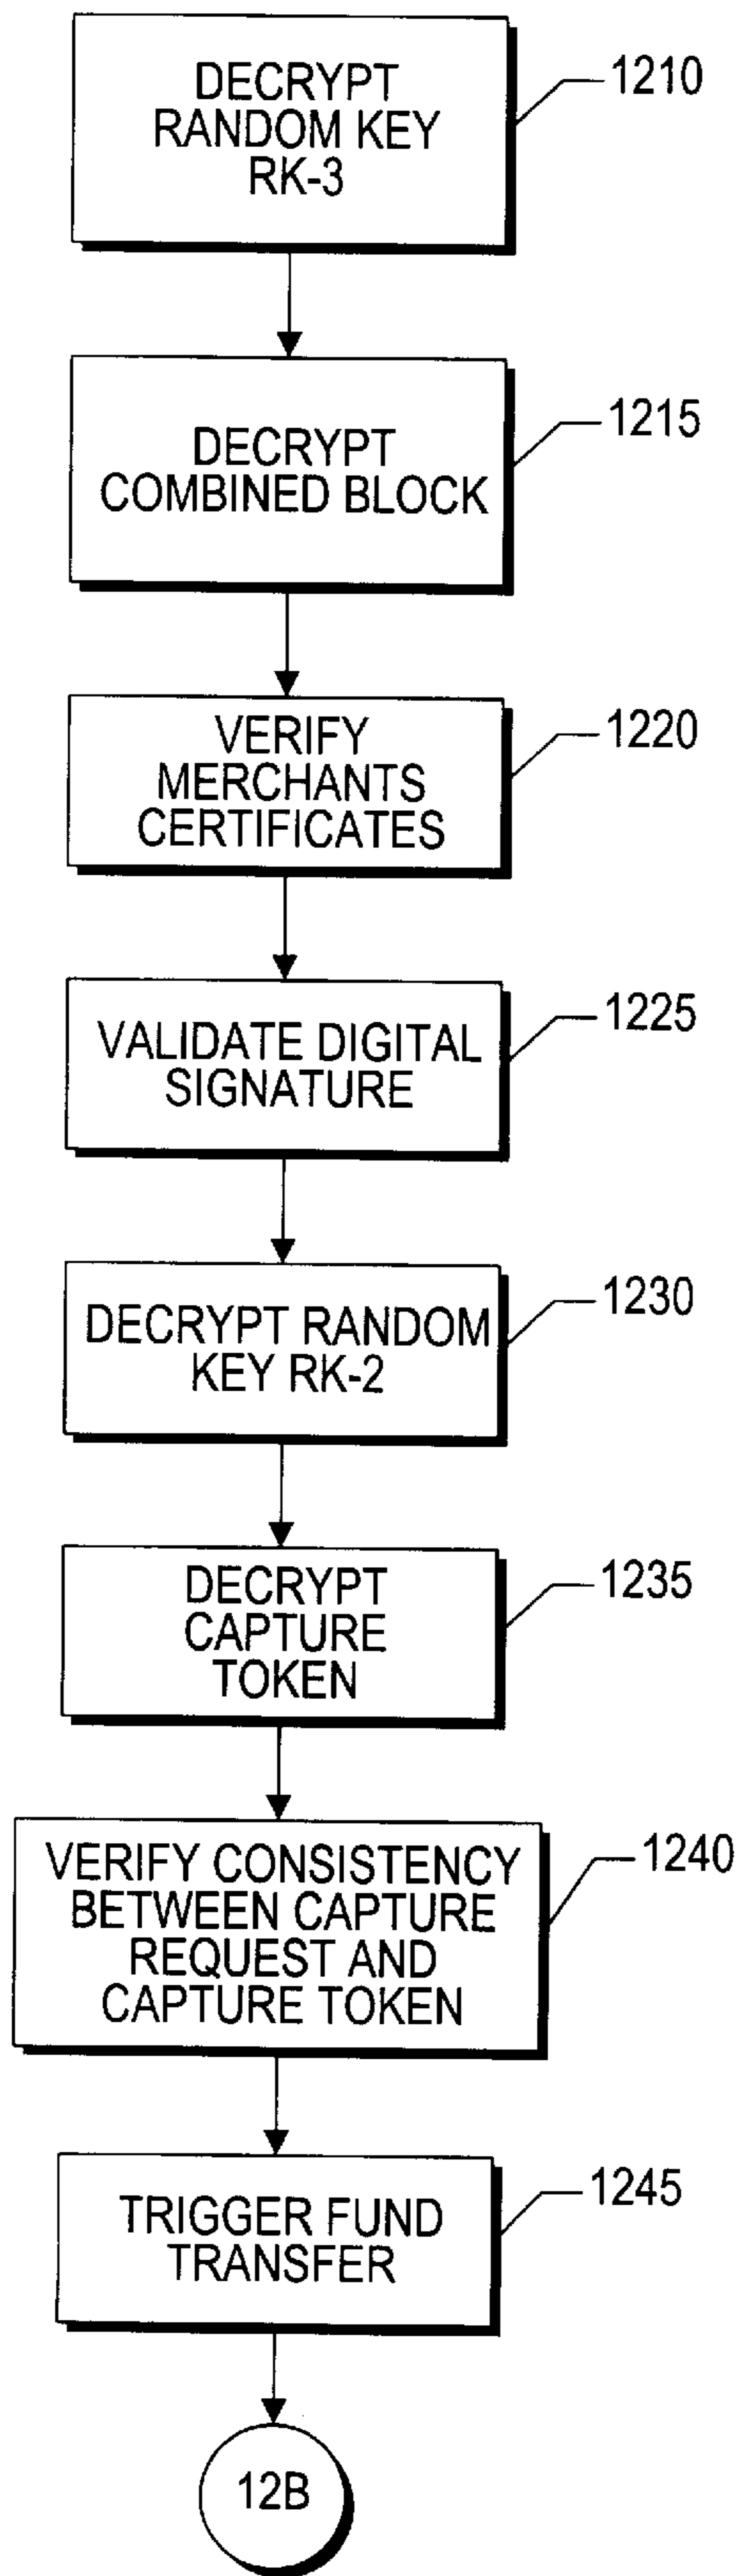 DECRYPT
RANDOM KEY
RK-3
1210
DECRYPT
COMBINED BLOCK
1215
VERIFY
MERCHANTS
CERTIFICATES
1220
VALIDATE DIGITAL
SIGNATURE
1225
DECRYPT RANDOM
KEY RK-2
1230
DECRYPT
CAPTURE
TOKEN
1235
VERIFY CONSISTENCY
BETWEEN CAPTURE
REQUEST AND
CAPTURE TOKEN
1240
TRIGGER FUND
TRANSFER
1245
12B